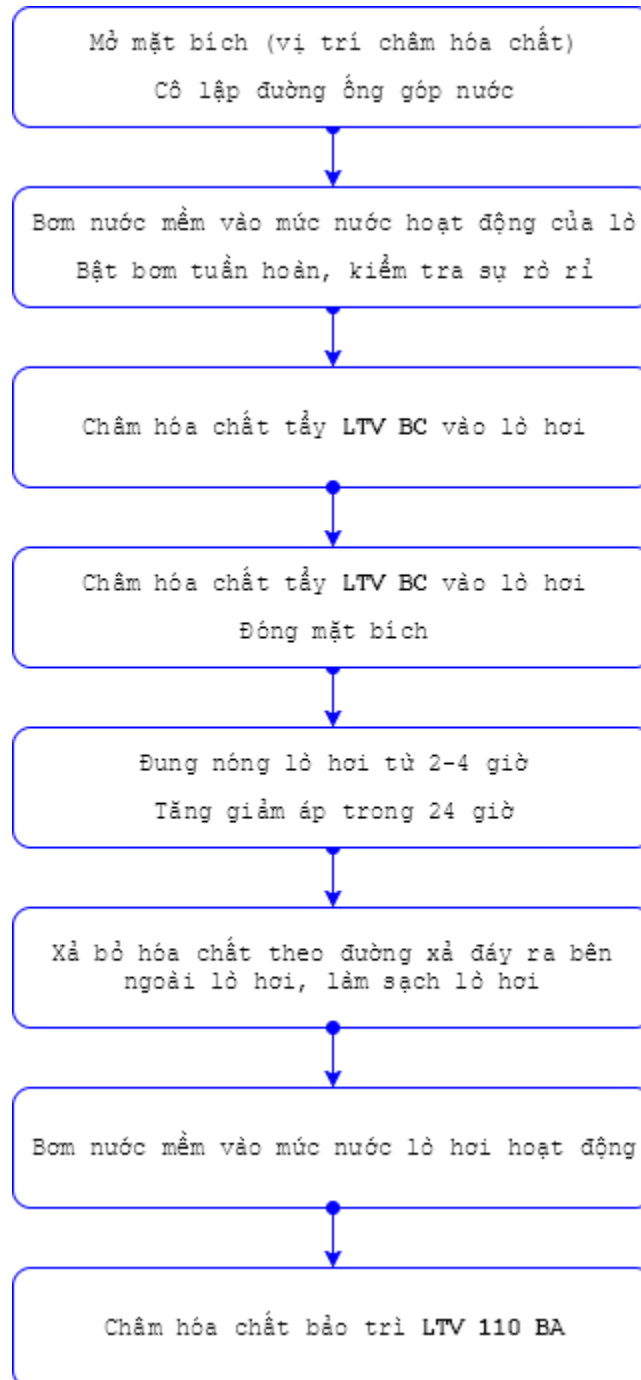 Mở mặt bích (vị trí châm hóa chất)
Cô lập đường ống góp nước
Bơm nước mềm vào mức nước hoạt động của lò
Bật bơm tuần hoàn, kiểm tra sự rò rỉ
Châm hóa chất tẩy LTV BC vào lò hơi
Châm hóa chất tẩy LTV BC vào lò hơi
Đóng mặt bích
Đung nóng lò hơi từ 2-4 giờ
Tăng giảm áp trong 24 giờ
Xả bỏ hóa chất theo đường xả đáy ra bên
ngoài lò hơi, làm sạch lò hơi
Bơm nước mềm vào mức nước lò hơi hoạt động
Châm hóa chất bảo trì LTV 110 BA